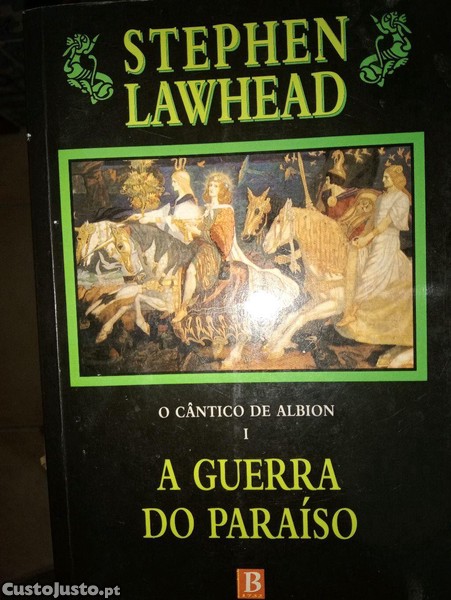 STEPHEN
LAWHEAD
O CÂNTICO DE ALBION
I
A GUERRA
DO PARAÍSO
B
CustoJusto.pt